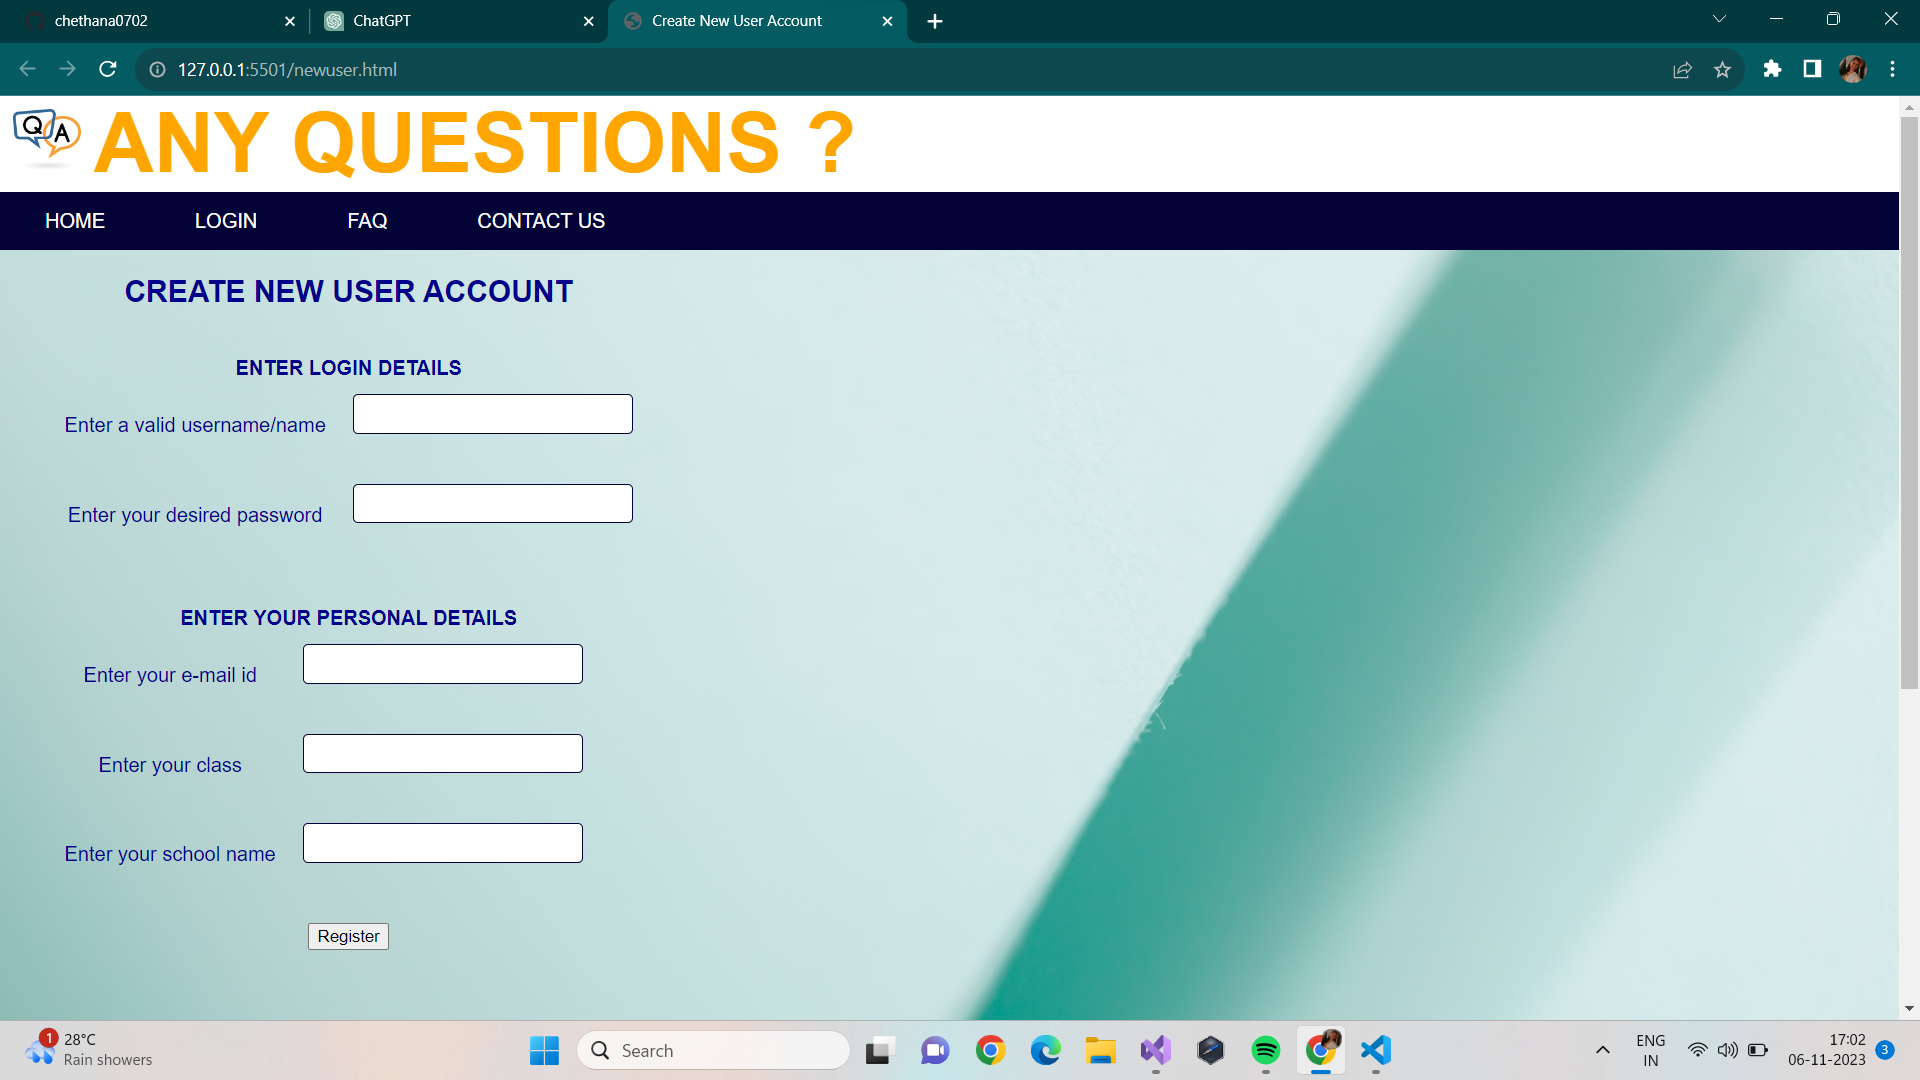 chethana0702
ChatGPT
Create New User Account
127.0.0.1:5501/newuser.html
Q A
ANY QUESTIONS ?
HOME LOGIN FAQ CONTACT US
CREATE NEW USER ACCOUNT
ENTER LOGIN DETAILS
Enter a valid username/name
Enter your desired password
ENTER YOUR PERSONAL DETAILS
Enter your e-mail id
Enter your class
Enter your school name
Register
1
28°C
Rain showers
Search
ENG
IN
17:02
06-11-2023
3